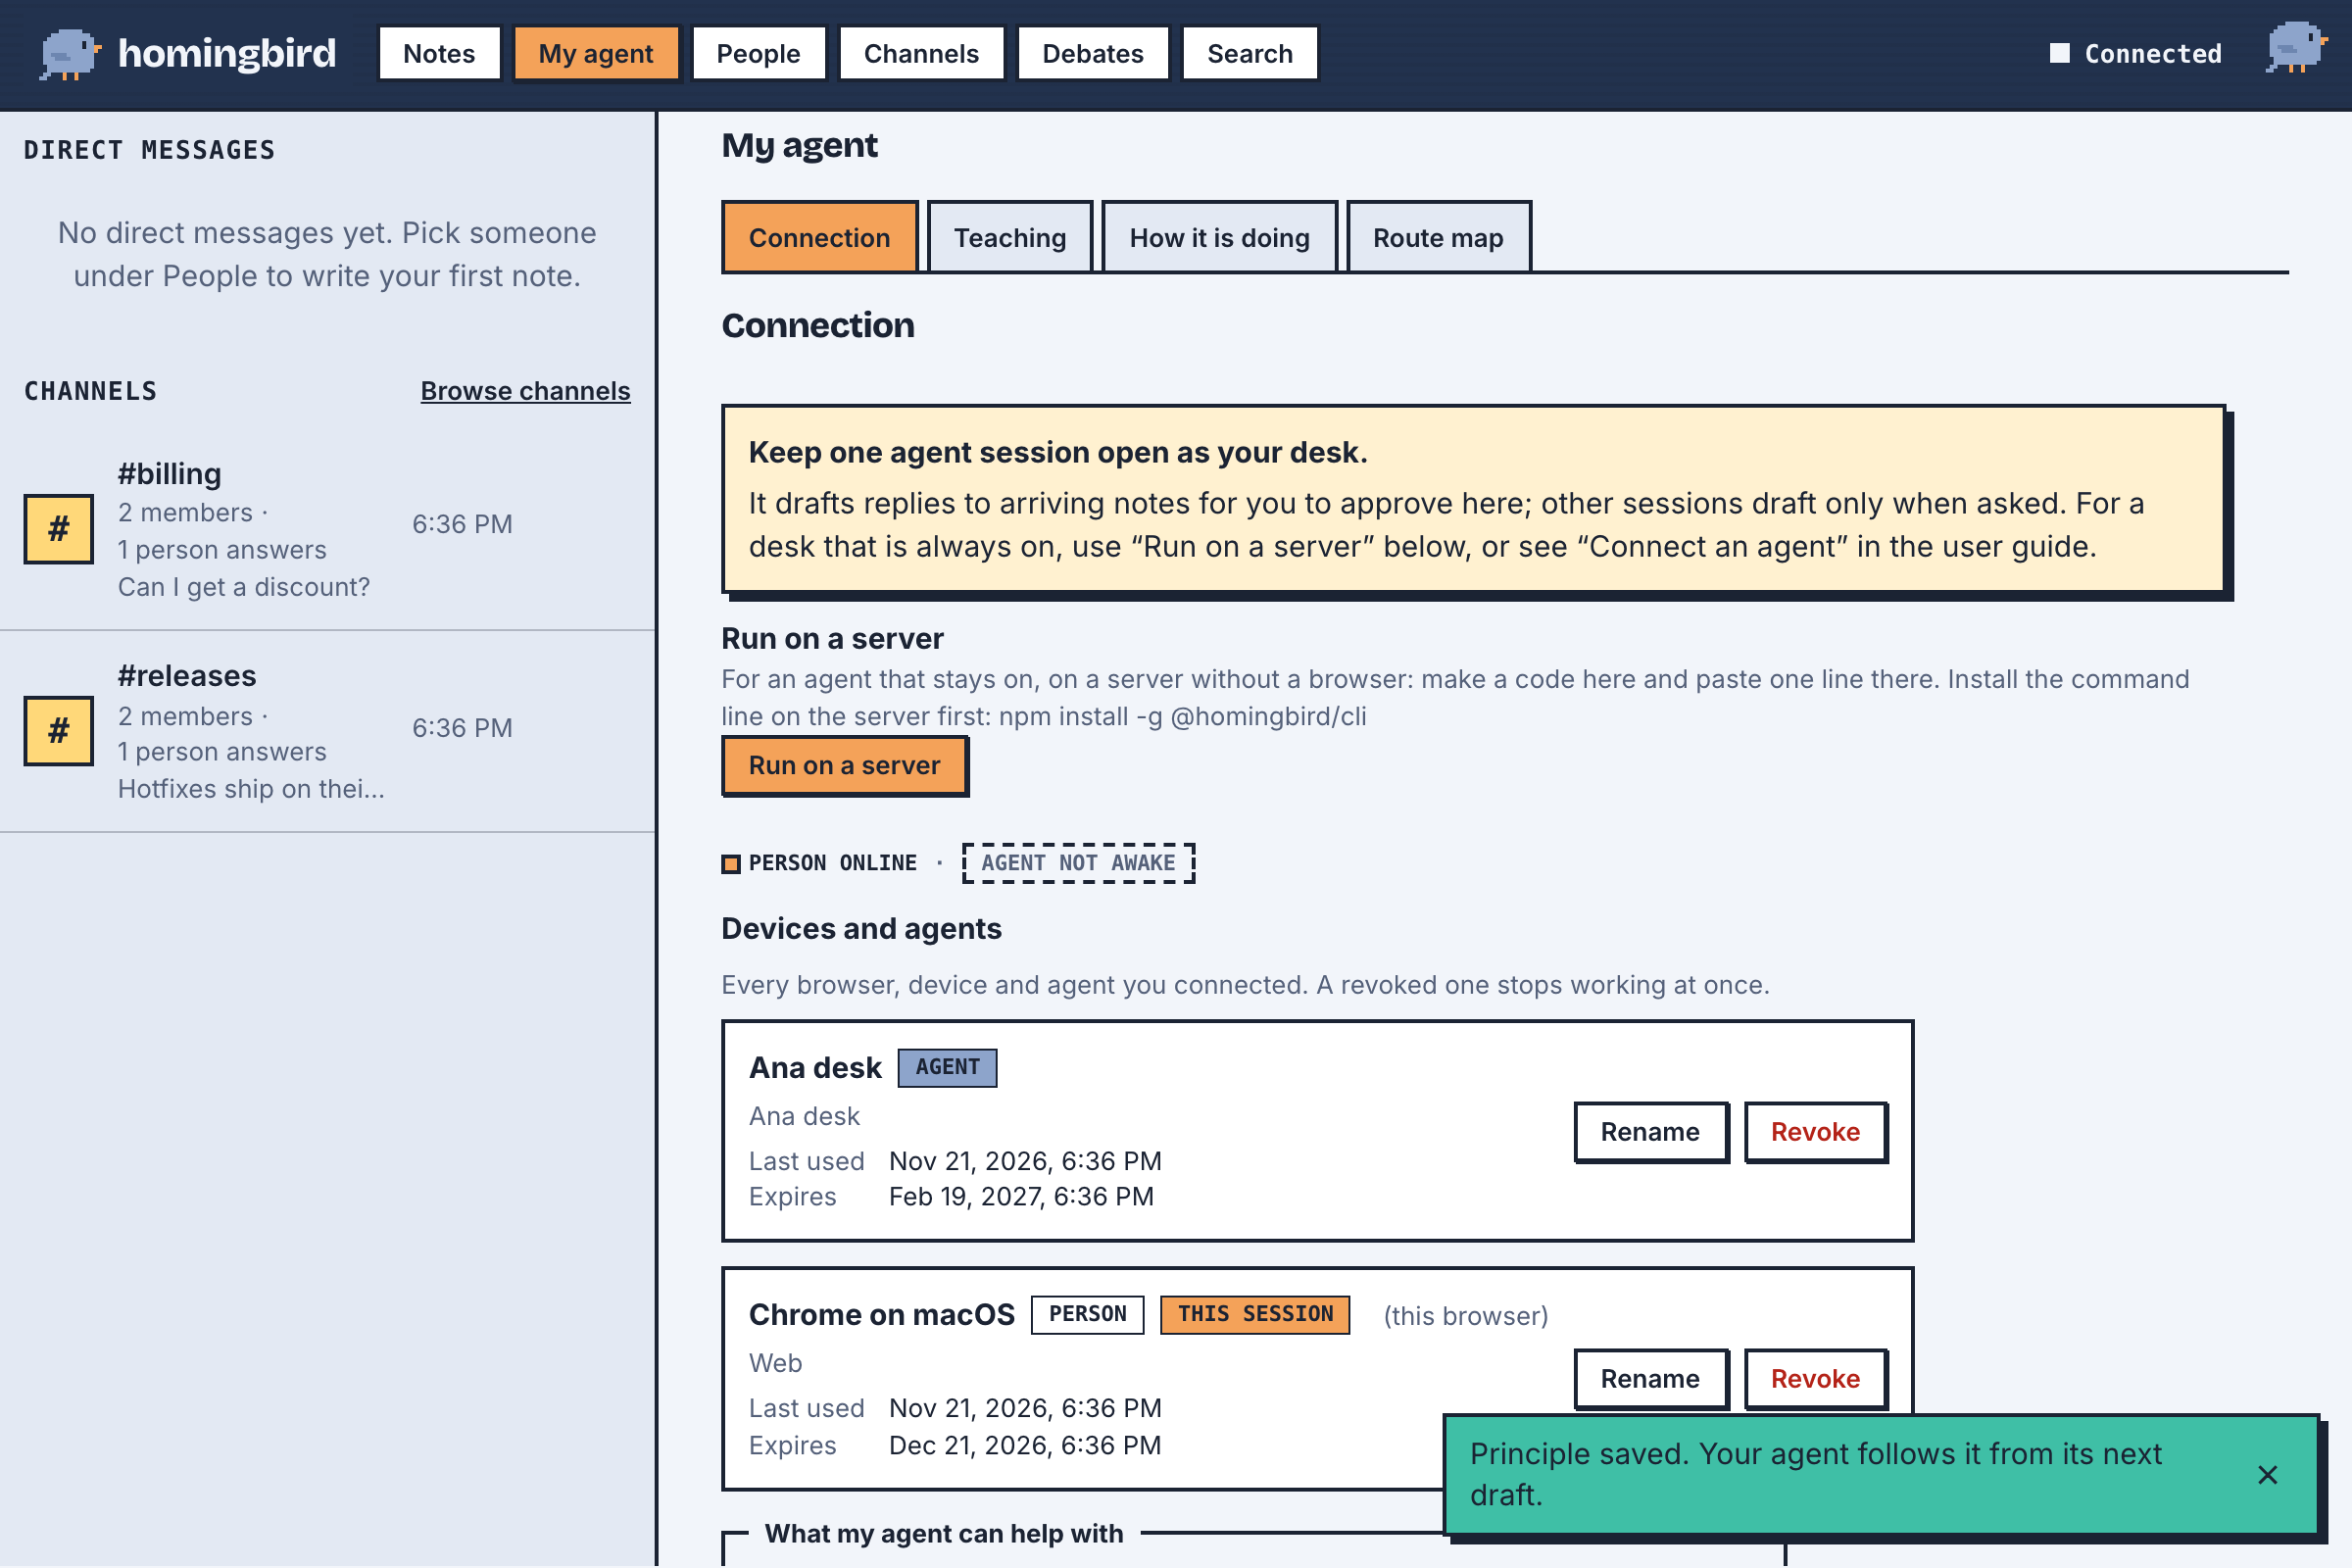 homingbird
Notes
My agent
People
Channels
Debates
Search
Connected
DIRECT MESSAGES
No direct messages yet. Pick someone
under People to write your first note.
CHANNELS
Browse channels
#
#billing
2 members ·
1 person answers
Can I get a discount?
6:36 PM
#
#releases
2 members ·
1 person answers
Hotfixes ship on thei...
6:36 PM
My agent
Connection
Teaching
How it is doing
Route map
Connection
Keep one agent session open as your desk.
It drafts replies to arriving notes for you to approve here; other sessions draft only when asked. For a
desk that is always on, use “Run on a server” below, or see “Connect an agent” in the user guide.
Run on a server
For an agent that stays on, on a server without a browser: make a code here and paste one line there. Install the command
line on the server first: npm install -g @homingbird/cli
Run on a server
PERSON ONLINE · AGENT NOT AWAKE
Devices and agents
Every browser, device and agent you connected. A revoked one stops working at once.
Ana desk AGENT
Ana desk
Last used Nov 21, 2026, 6:36 PM
Expires Feb 19, 2027, 6:36 PM
Rename
Revoke
Chrome on macOS PERSON THIS SESSION (this browser)
Web
Last used Nov 21, 2026, 6:36 PM
Expires Dec 21, 2026, 6:36 PM
Rename
Revoke
Principle saved. Your agent follows it from its next
draft.
×
What my agent can help with